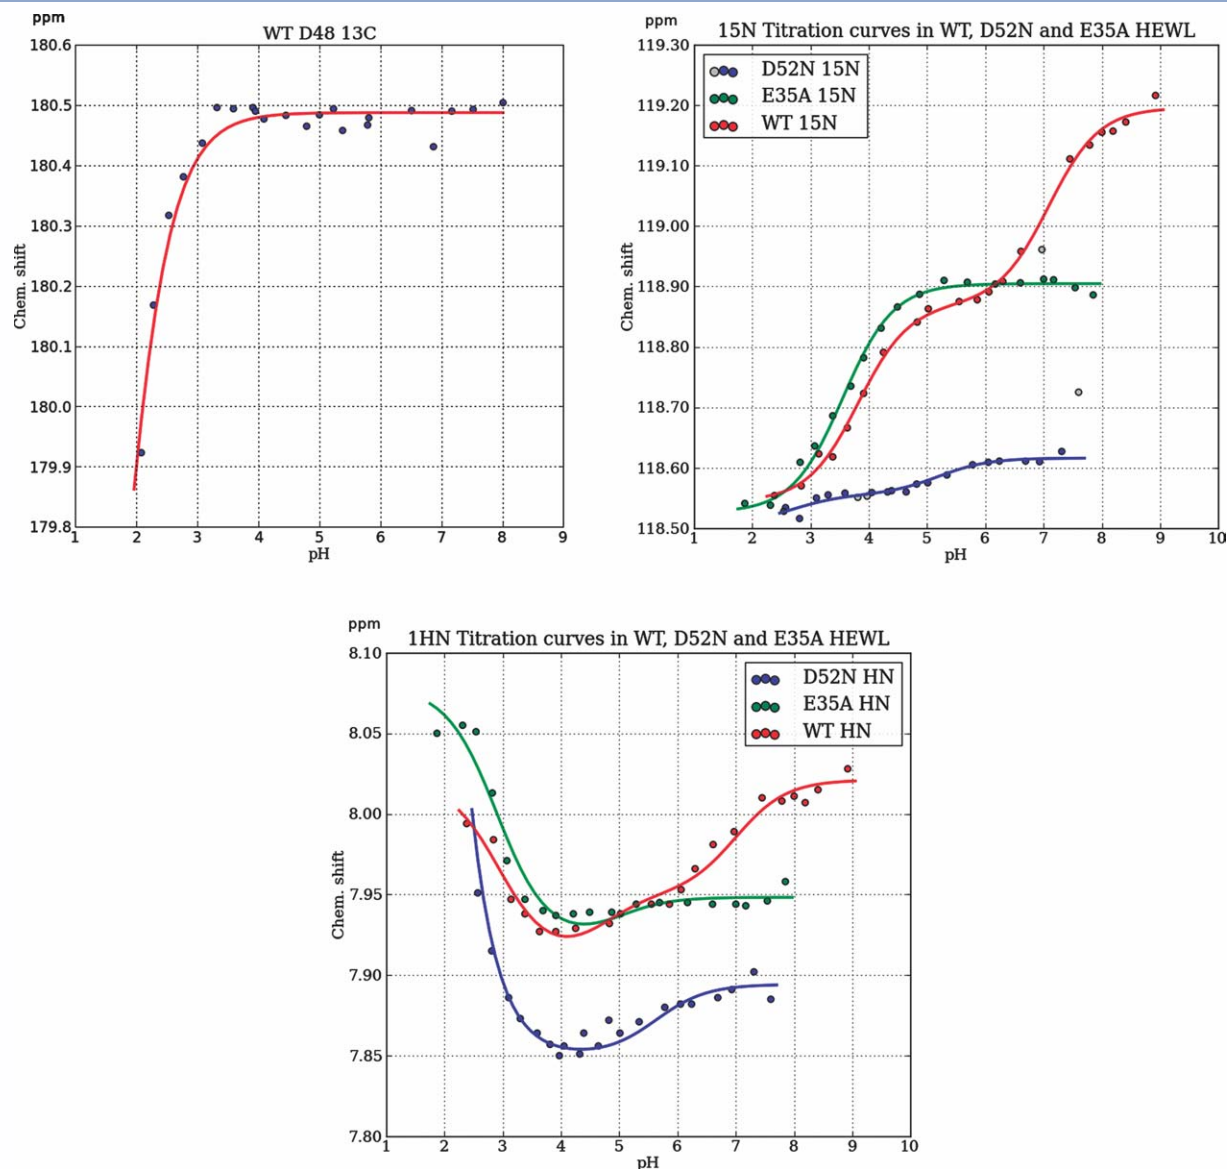 ppm
WT D48 13C
180.6
180.5
180.4
180.3
180.2
180.1
180.0
179.9
179.8
Chem. shift
1 2 3 4 5 6 7 8 9
pH
ppm
15N Titration curves in WT, D52N and E35A HEWL
D52N 15N
E35A 15N
WT 15N
119.30
119.20
119.10
119.00
118.90
118.80
118.70
118.60
118.50
Chem. shift
1 2 3 4 5 6 7 8 9 10
pH
ppm
1HN Titration curves in WT, D52N and E35A HEWL
D52N HN
E35A HN
WT HN
8.10
8.05
8.00
7.95
7.90
7.85
7.80
Chem. shift
1 2 3 4 5 6 7 8 9 10
pH